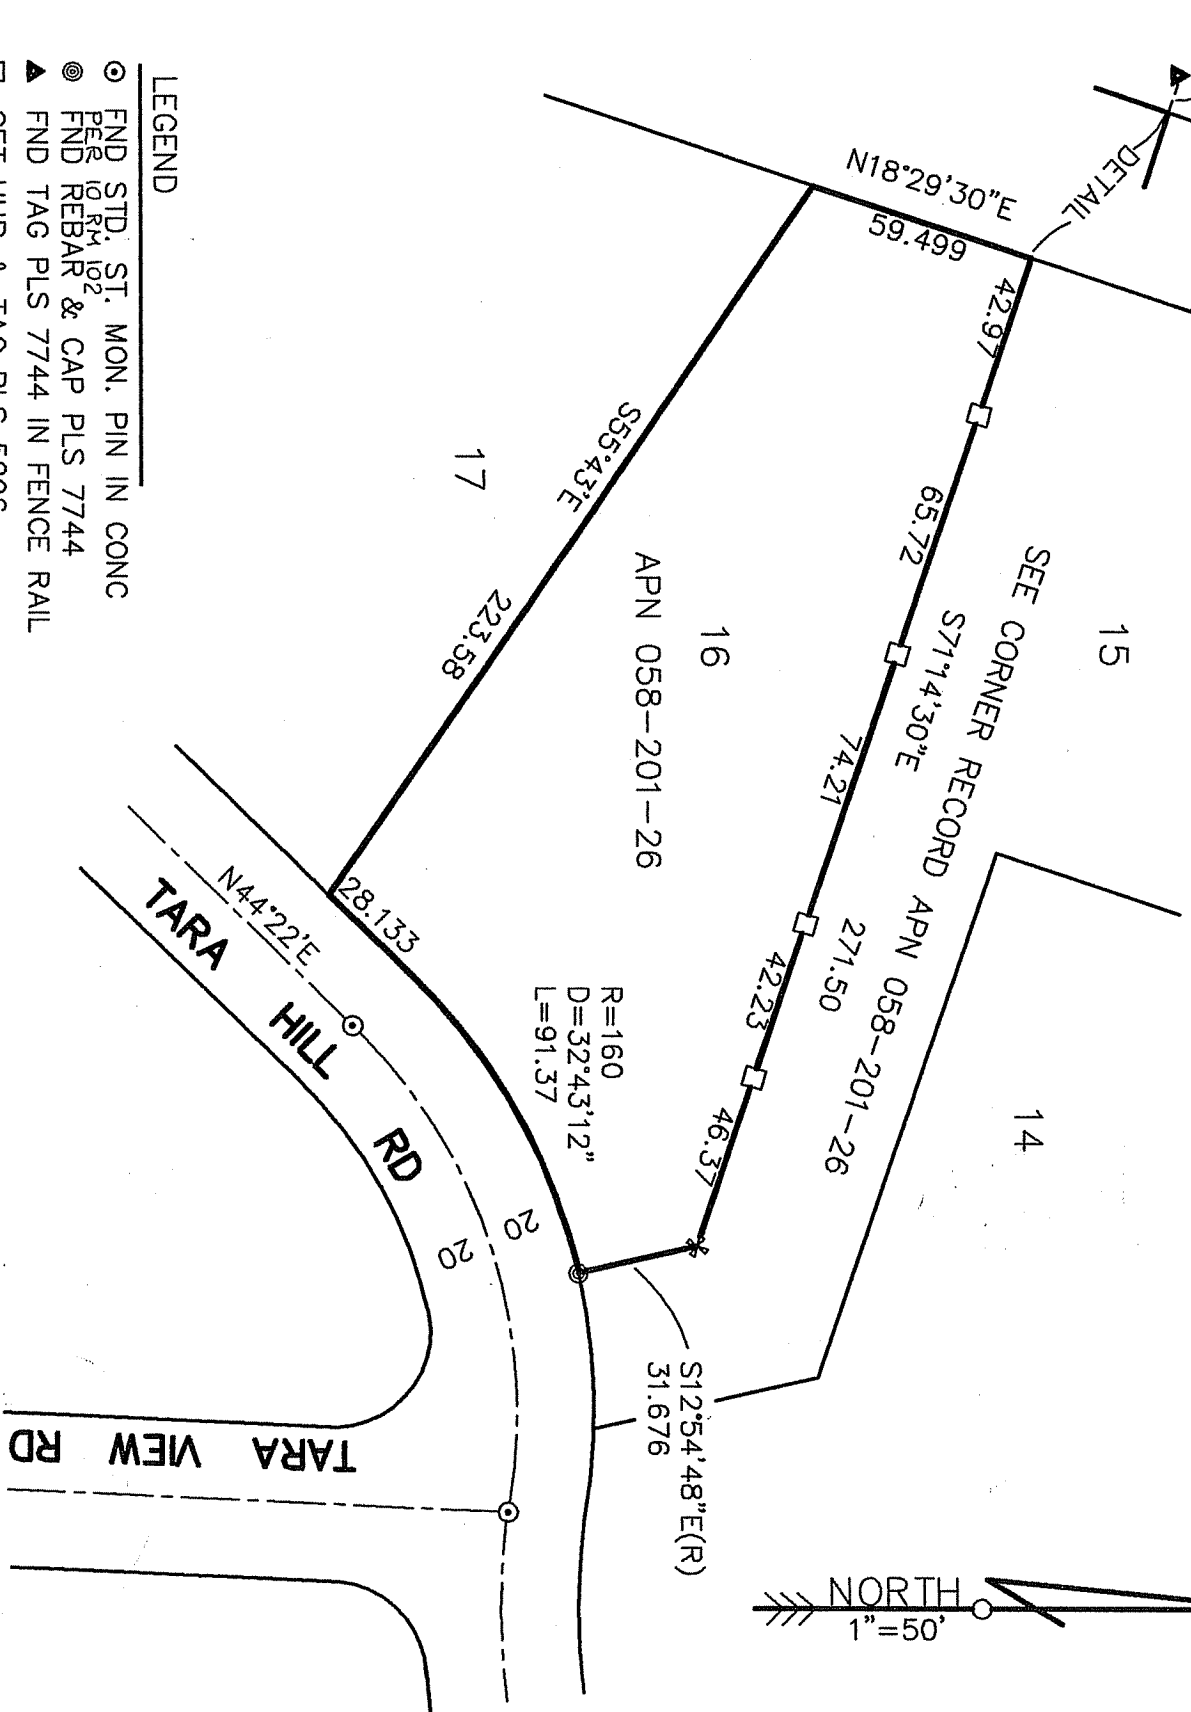 DETAIL
N18°29'30"E
59.499
42.97
65.72
74.21
42.23
46.37
S71°14'30"E
271.50
SEE CORNER RECORD APN 058-201-26
15
14
16
APN 058-201-26
17
S55°43'E
223.58
28.133
R=160
D=32°43'12"
L=91.37
S12°54'48"E(R)
31.676
N44°22'E
TARA HILL RD
20
20
TARA VIEW RD
NORTH
1"=50'
LEGEND
FND STD. ST. MON. PIN IN CONC
PER 10 RM 102
FND REBAR & CAP PLS 7744
FND TAG PLS 7744 IN FENCE RAIL